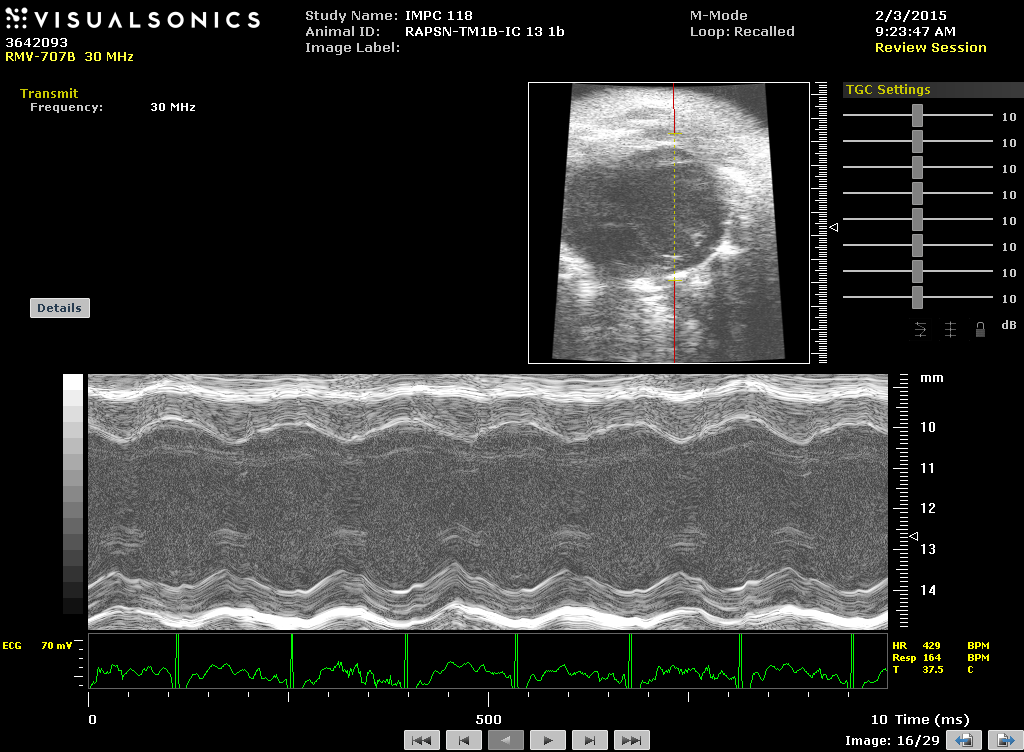 VISUALSONICS
3642093
RMV-707B 30 MHz
Study Name: IMPC 118
Animal ID: RAPSN-TM1B-IC 13 1b
Image Label:
M-Mode
Loop: Recalled
2/3/2015
9:23:47 AM
Review Session
Transmit
Frequency: 30 MHz
Details
TGC Settings
10
10
10
10
10
10
10
10
dB
mm
10
11
12
13
14
ECG 70 mV
HR 429 BPM
Resp 164 BPM
T 37.5 C
0 500 10 Time (ms)
Image: 16/29